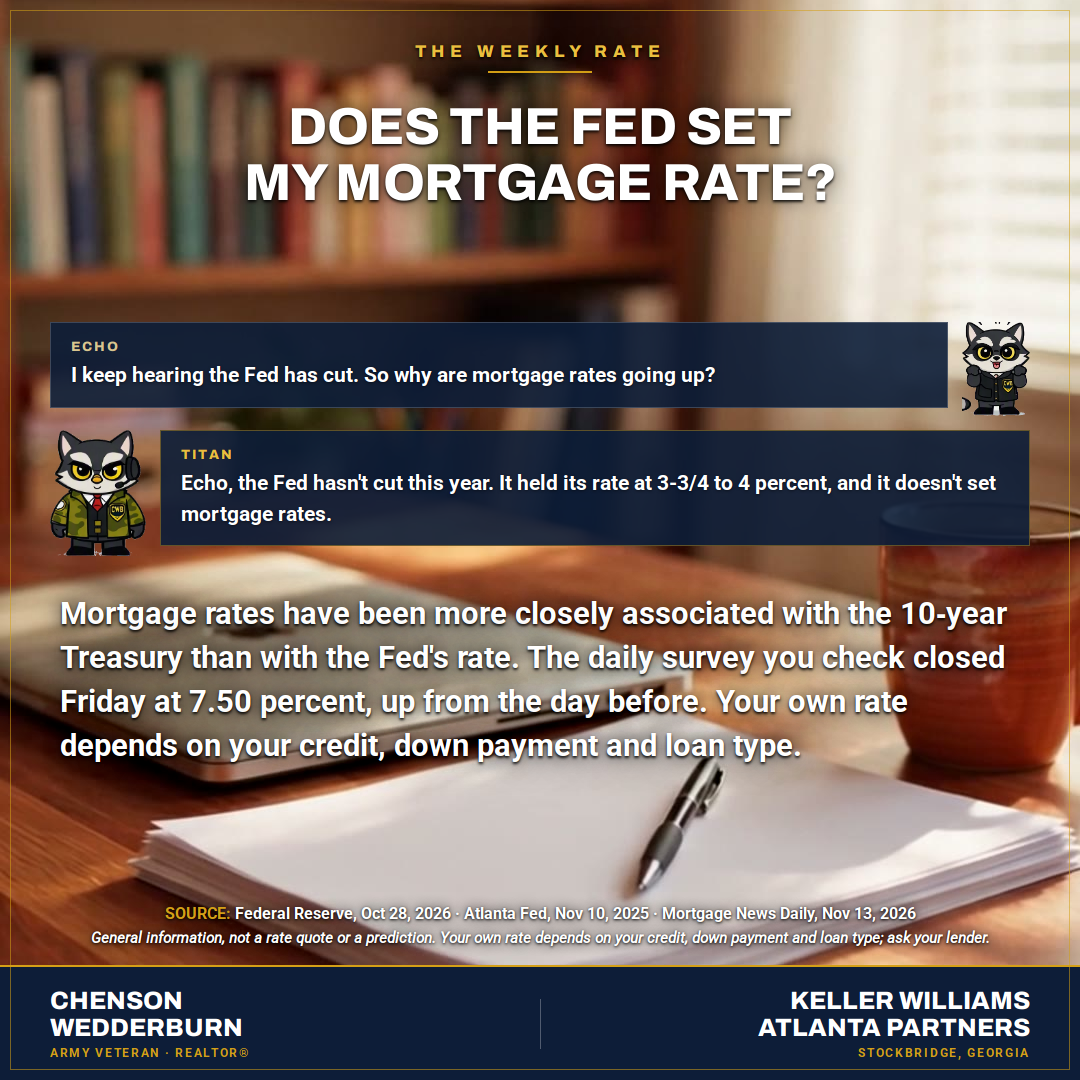 THE WEEKLY RATE
DOES THE FED SET
MY MORTGAGE RATE?
ECHO
I keep hearing the Fed has cut. So why are mortgage rates going up?
TITAN
Echo, the Fed hasn't cut this year. It held its rate at 3-3/4 to 4 percent, and it doesn't set
mortgage rates.
Mortgage rates have been more closely associated with the 10-year
Treasury than with the Fed's rate. The daily survey you check closed
Friday at 7.50 percent, up from the day before. Your own rate
depends on your credit, down payment and loan type.
SOURCE: Federal Reserve, Oct 28, 2026 · Atlanta Fed, Nov 10, 2025 · Mortgage News Daily, Nov 13, 2026
General information, not a rate quote or a prediction. Your own rate depends on your credit, down payment and loan type; ask your lender.
CHENSON
WEDDERBURN
ARMY VETERAN · REALTOR®
KELLER WILLIAMS
ATLANTA PARTNERS
STOCKBRIDGE, GEORGIA
CWB
CWB